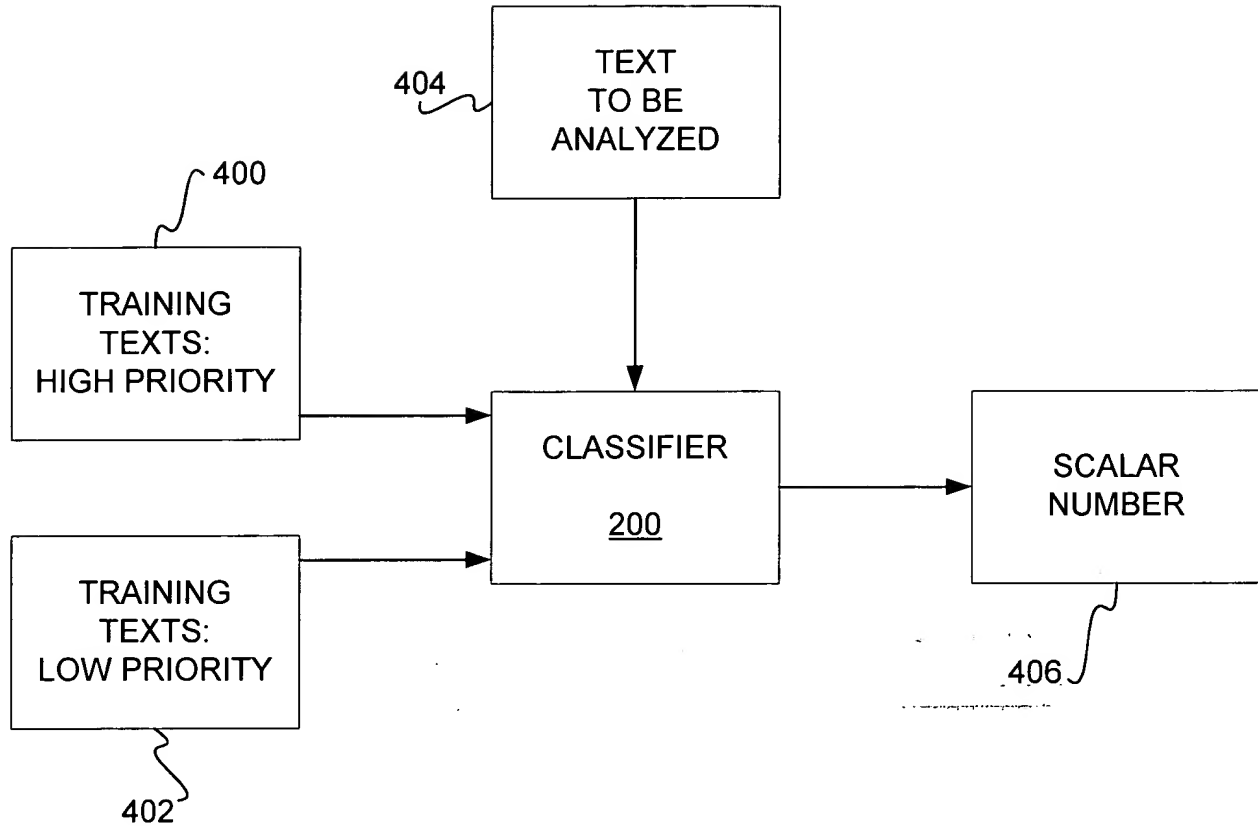 404
TEXT
TO BE
ANALYZED
400
TRAINING
TEXTS:
HIGH PRIORITY
CLASSIFIER
200
SCALAR
NUMBER
TRAINING
TEXTS:
LOW PRIORITY
406
402